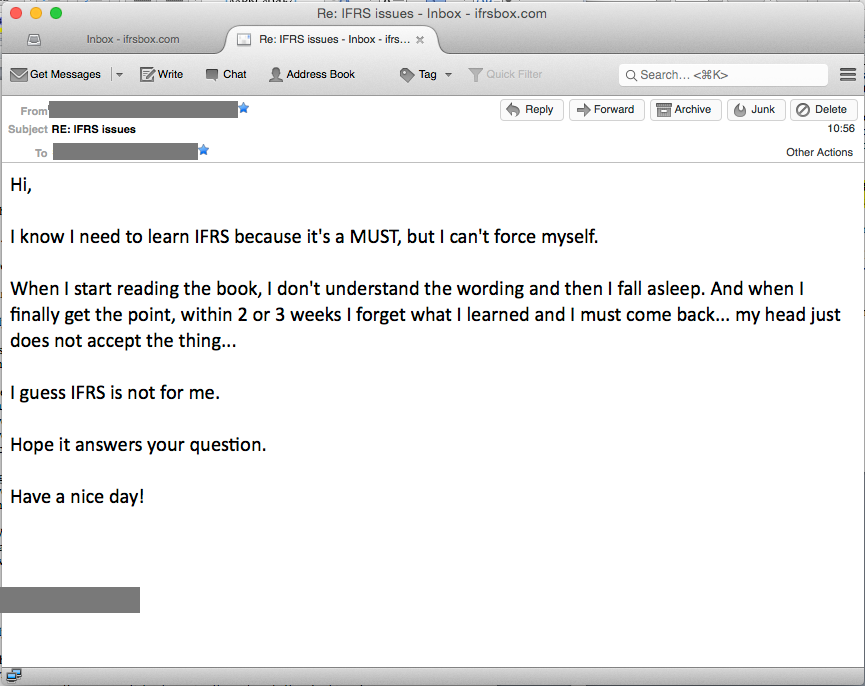 Re: IFRS issues - Inbox - ifrsbox.com
Inbox - ifrsbox.com
Re: IFRS issues - Inbox - ifrs...
Get Messages Write Chat Address Book Tag Quick Filter Search... <⌘K>
From Reply Forward Archive Junk Delete
Subject RE: IFRS issues 10:56
To Other Actions
Hi,
I know I need to learn IFRS because it's a MUST, but I can't force myself.
When I start reading the book, I don't understand the wording and then I fall asleep. And when I
finally get the point, within 2 or 3 weeks I forget what I learned and I must come back... my head just
does not accept the thing...
I guess IFRS is not for me.
Hope it answers your question.
Have a nice day!